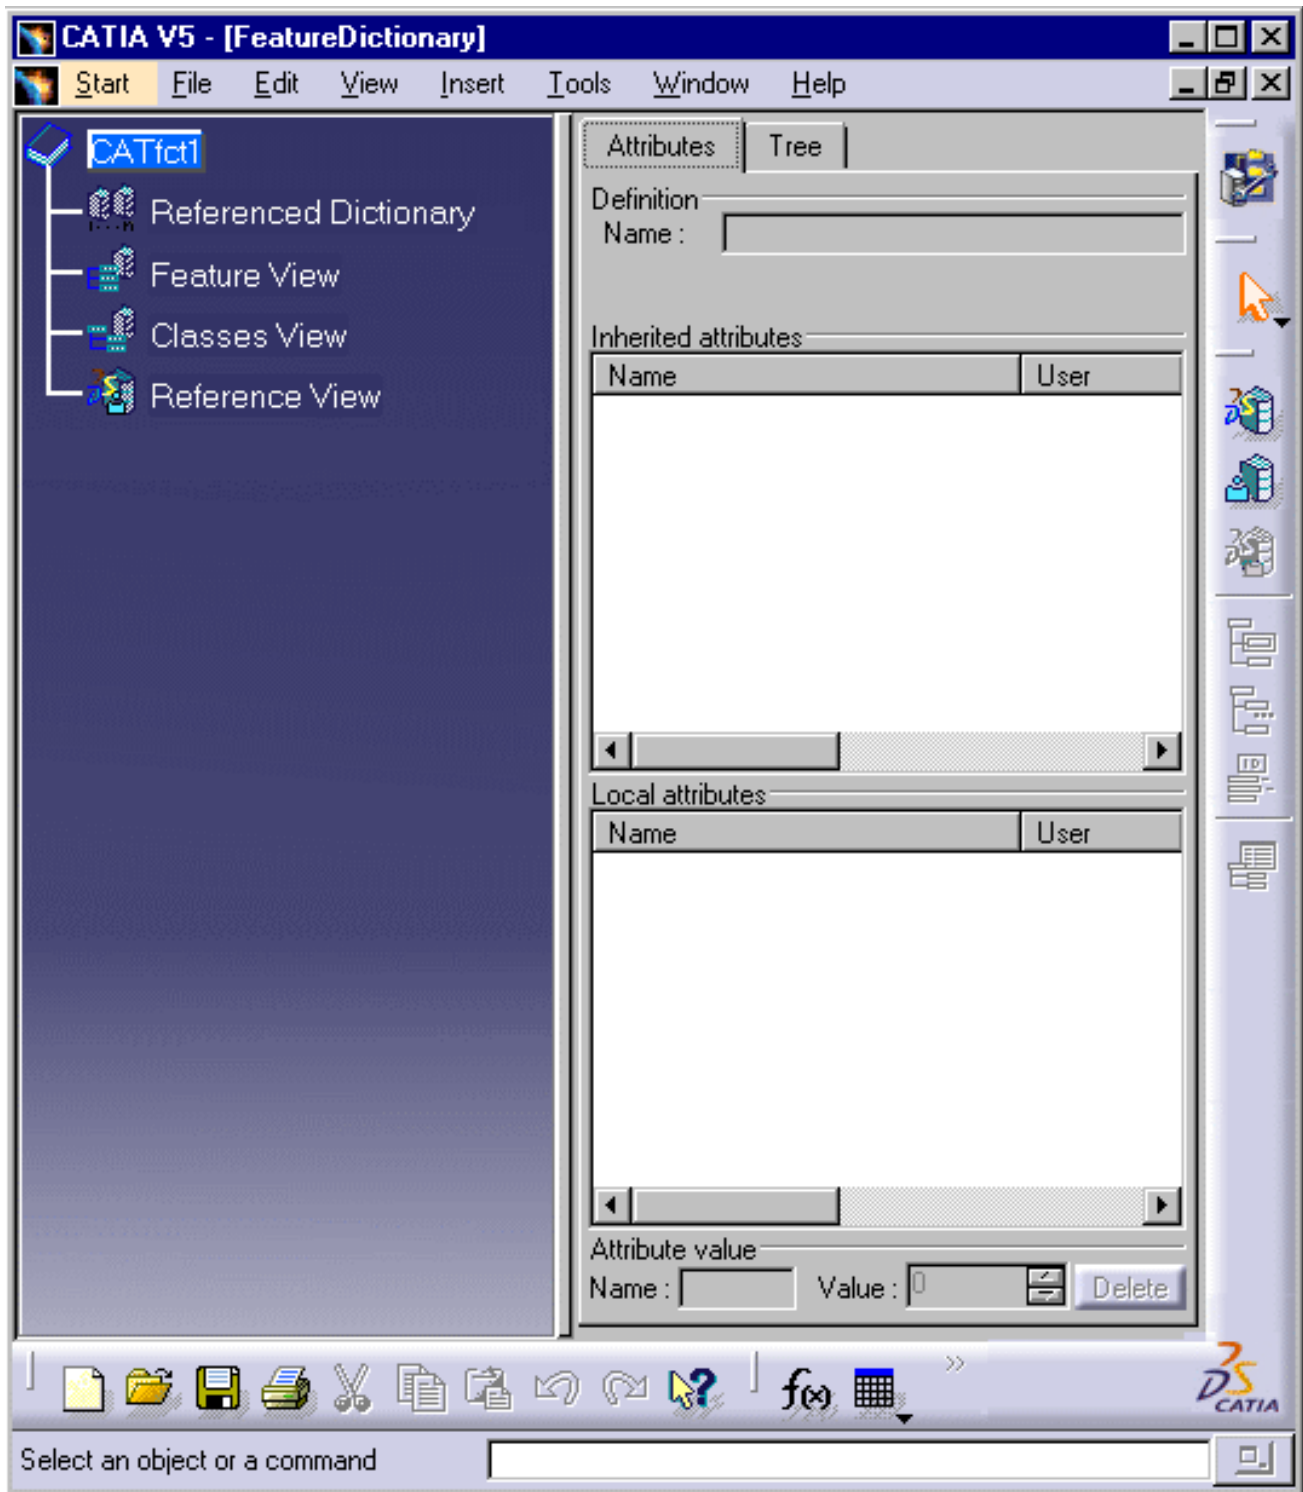 CATIA V5 - [FeatureDictionary]
Start File Edit View Insert Tools Window Help
CATfct1
Referenced Dictionary
Feature View
Classes View
Reference View
Attributes Tree
Definition
Name :
Inherited attributes
Name User
Local attributes
Name User
Attribute value
Name : Value : 0 Delete
f(x)
CATIA
Select an object or a command